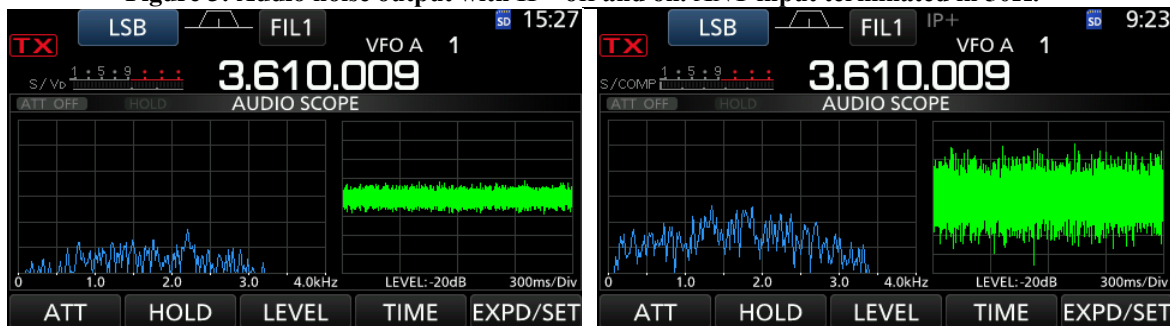 Figure Audio noise output with IP+ off and on. ANT input terminated in 50Ω.
LSB FIL1 SD 15:27
TX VFO A 1
S/VD 1 5 9 3.610.009
ATT OFF HOLD AUDIO SCOPE
0 1.0 2.0 3.0 4.0kHz LEVEL:-20dB 300ms/Div
ATT HOLD LEVEL TIME EXPD/SET
LSB FIL1 IP+ SD 9:23
TX VFO A 1
S/COMP 1 5 9 3.610.009
ATT OFF HOLD AUDIO SCOPE
0 1.0 2.0 3.0 4.0kHz LEVEL:-20dB 300ms/Div
ATT HOLD LEVEL TIME EXPD/SET